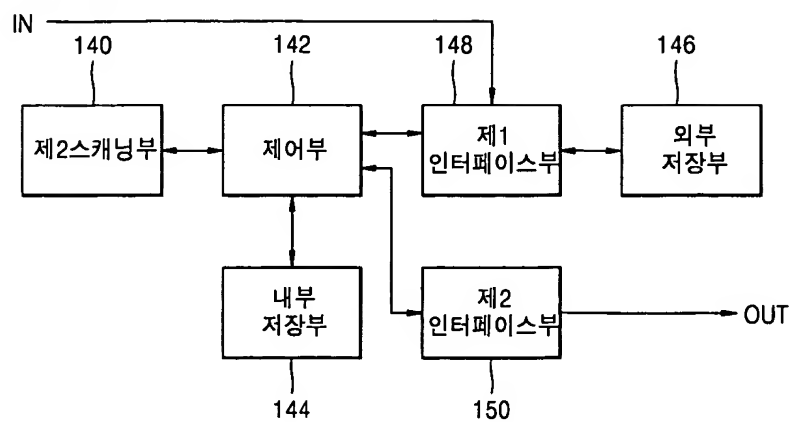 IN
140
142
148
146
제2스캐닝부
제어부
제1
인터페이스부
외부
저장부
내부
저장부
제2
인터페이스부
OUT
144
150